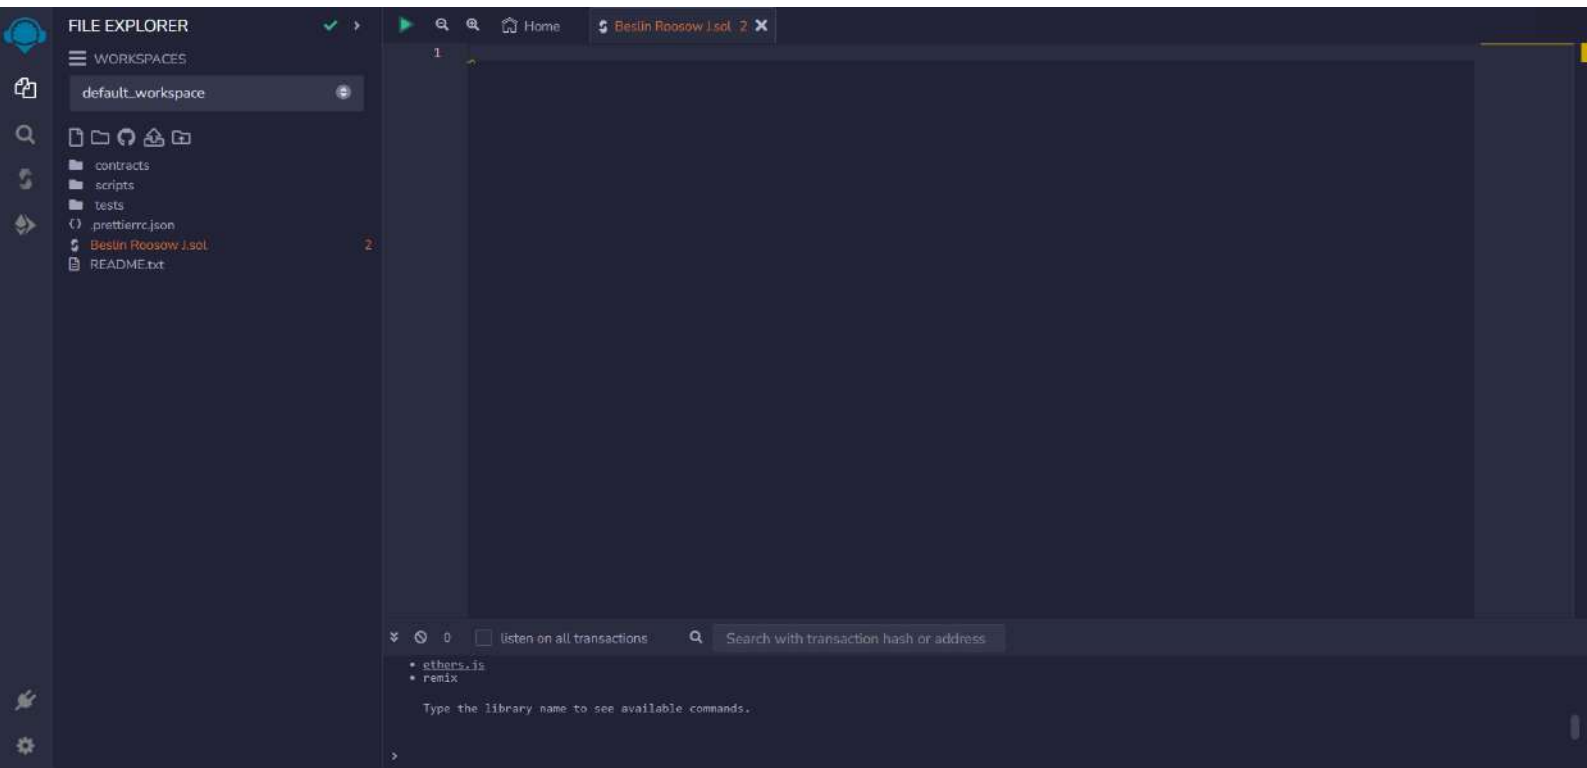 FILE EXPLORER
WORKSPACES
default_workspace
contracts
scripts
tests
.prettierrc.json
Beslin Roosow J.sol 2
README.txt
Home
Beslin Roosow J.sol 2
1
0 listen on all transactions
Search with transaction hash or address
• ethers.js
• remix
Type the library name to see available commands.
>